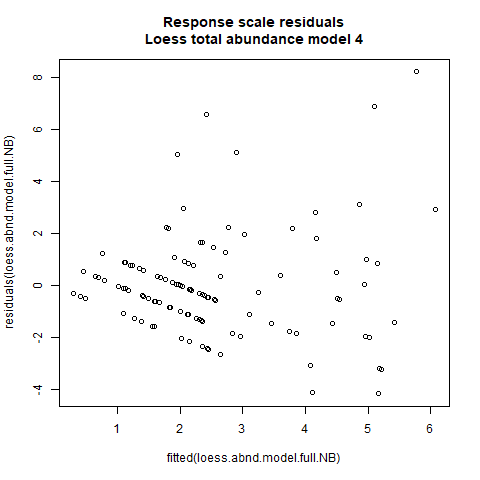 Response scale residuals
Loess total abundance model 4
residuals(loess.abnd.model.full.NB)
8
6
4
2
0
-2
-4
1 2 3 4 5 6
fitted(loess.abnd.model.full.NB)